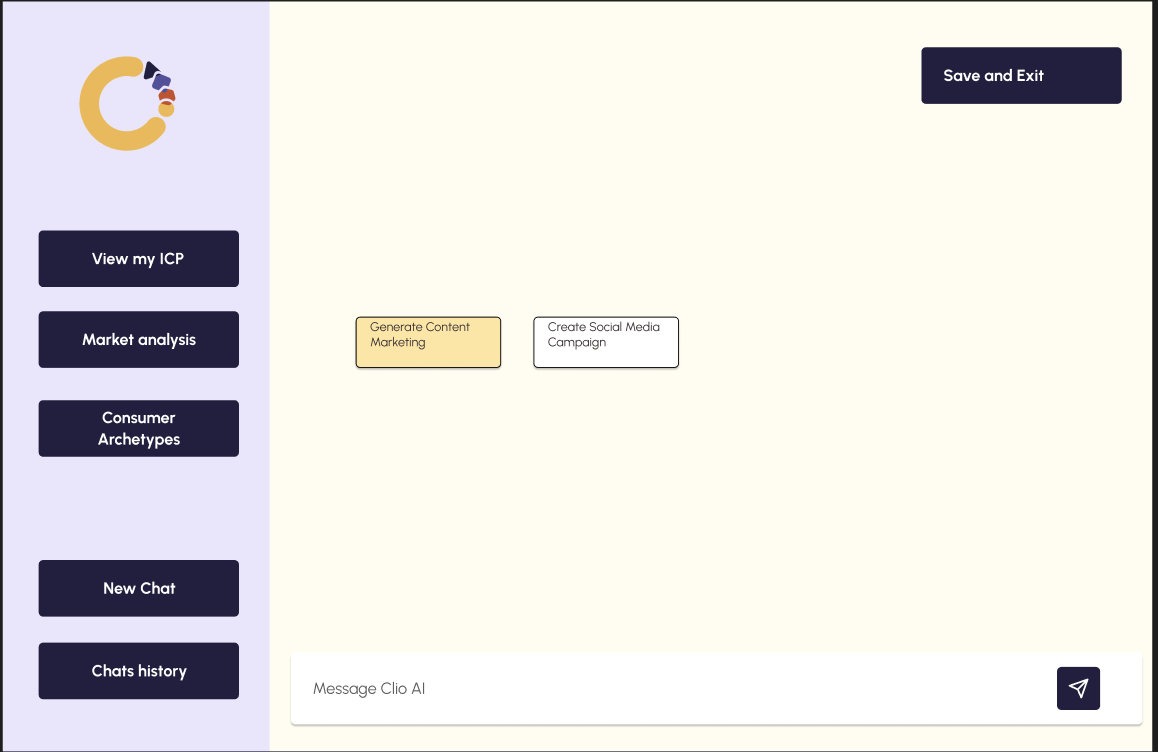 Save and Exit
View my ICP
Market analysis
Consumer
Archetypes
New Chat
Chats history
Generate Content
Marketing
Create Social Media
Campaign
Message Clio AI